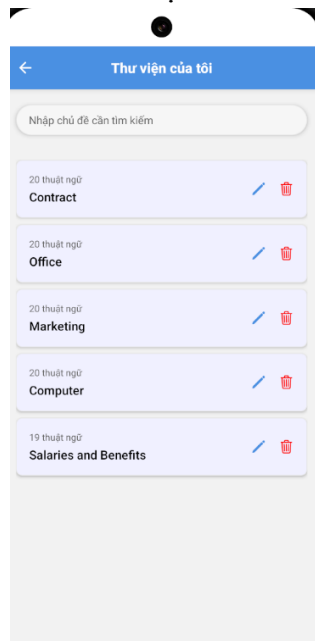 Thư viện của tôi
Nhập chủ đề cần tìm kiếm
20 thuật ngữ
Contract
20 thuật ngữ
Office
20 thuật ngữ
Marketing
20 thuật ngữ
Computer
19 thuật ngữ
Salaries and Benefits